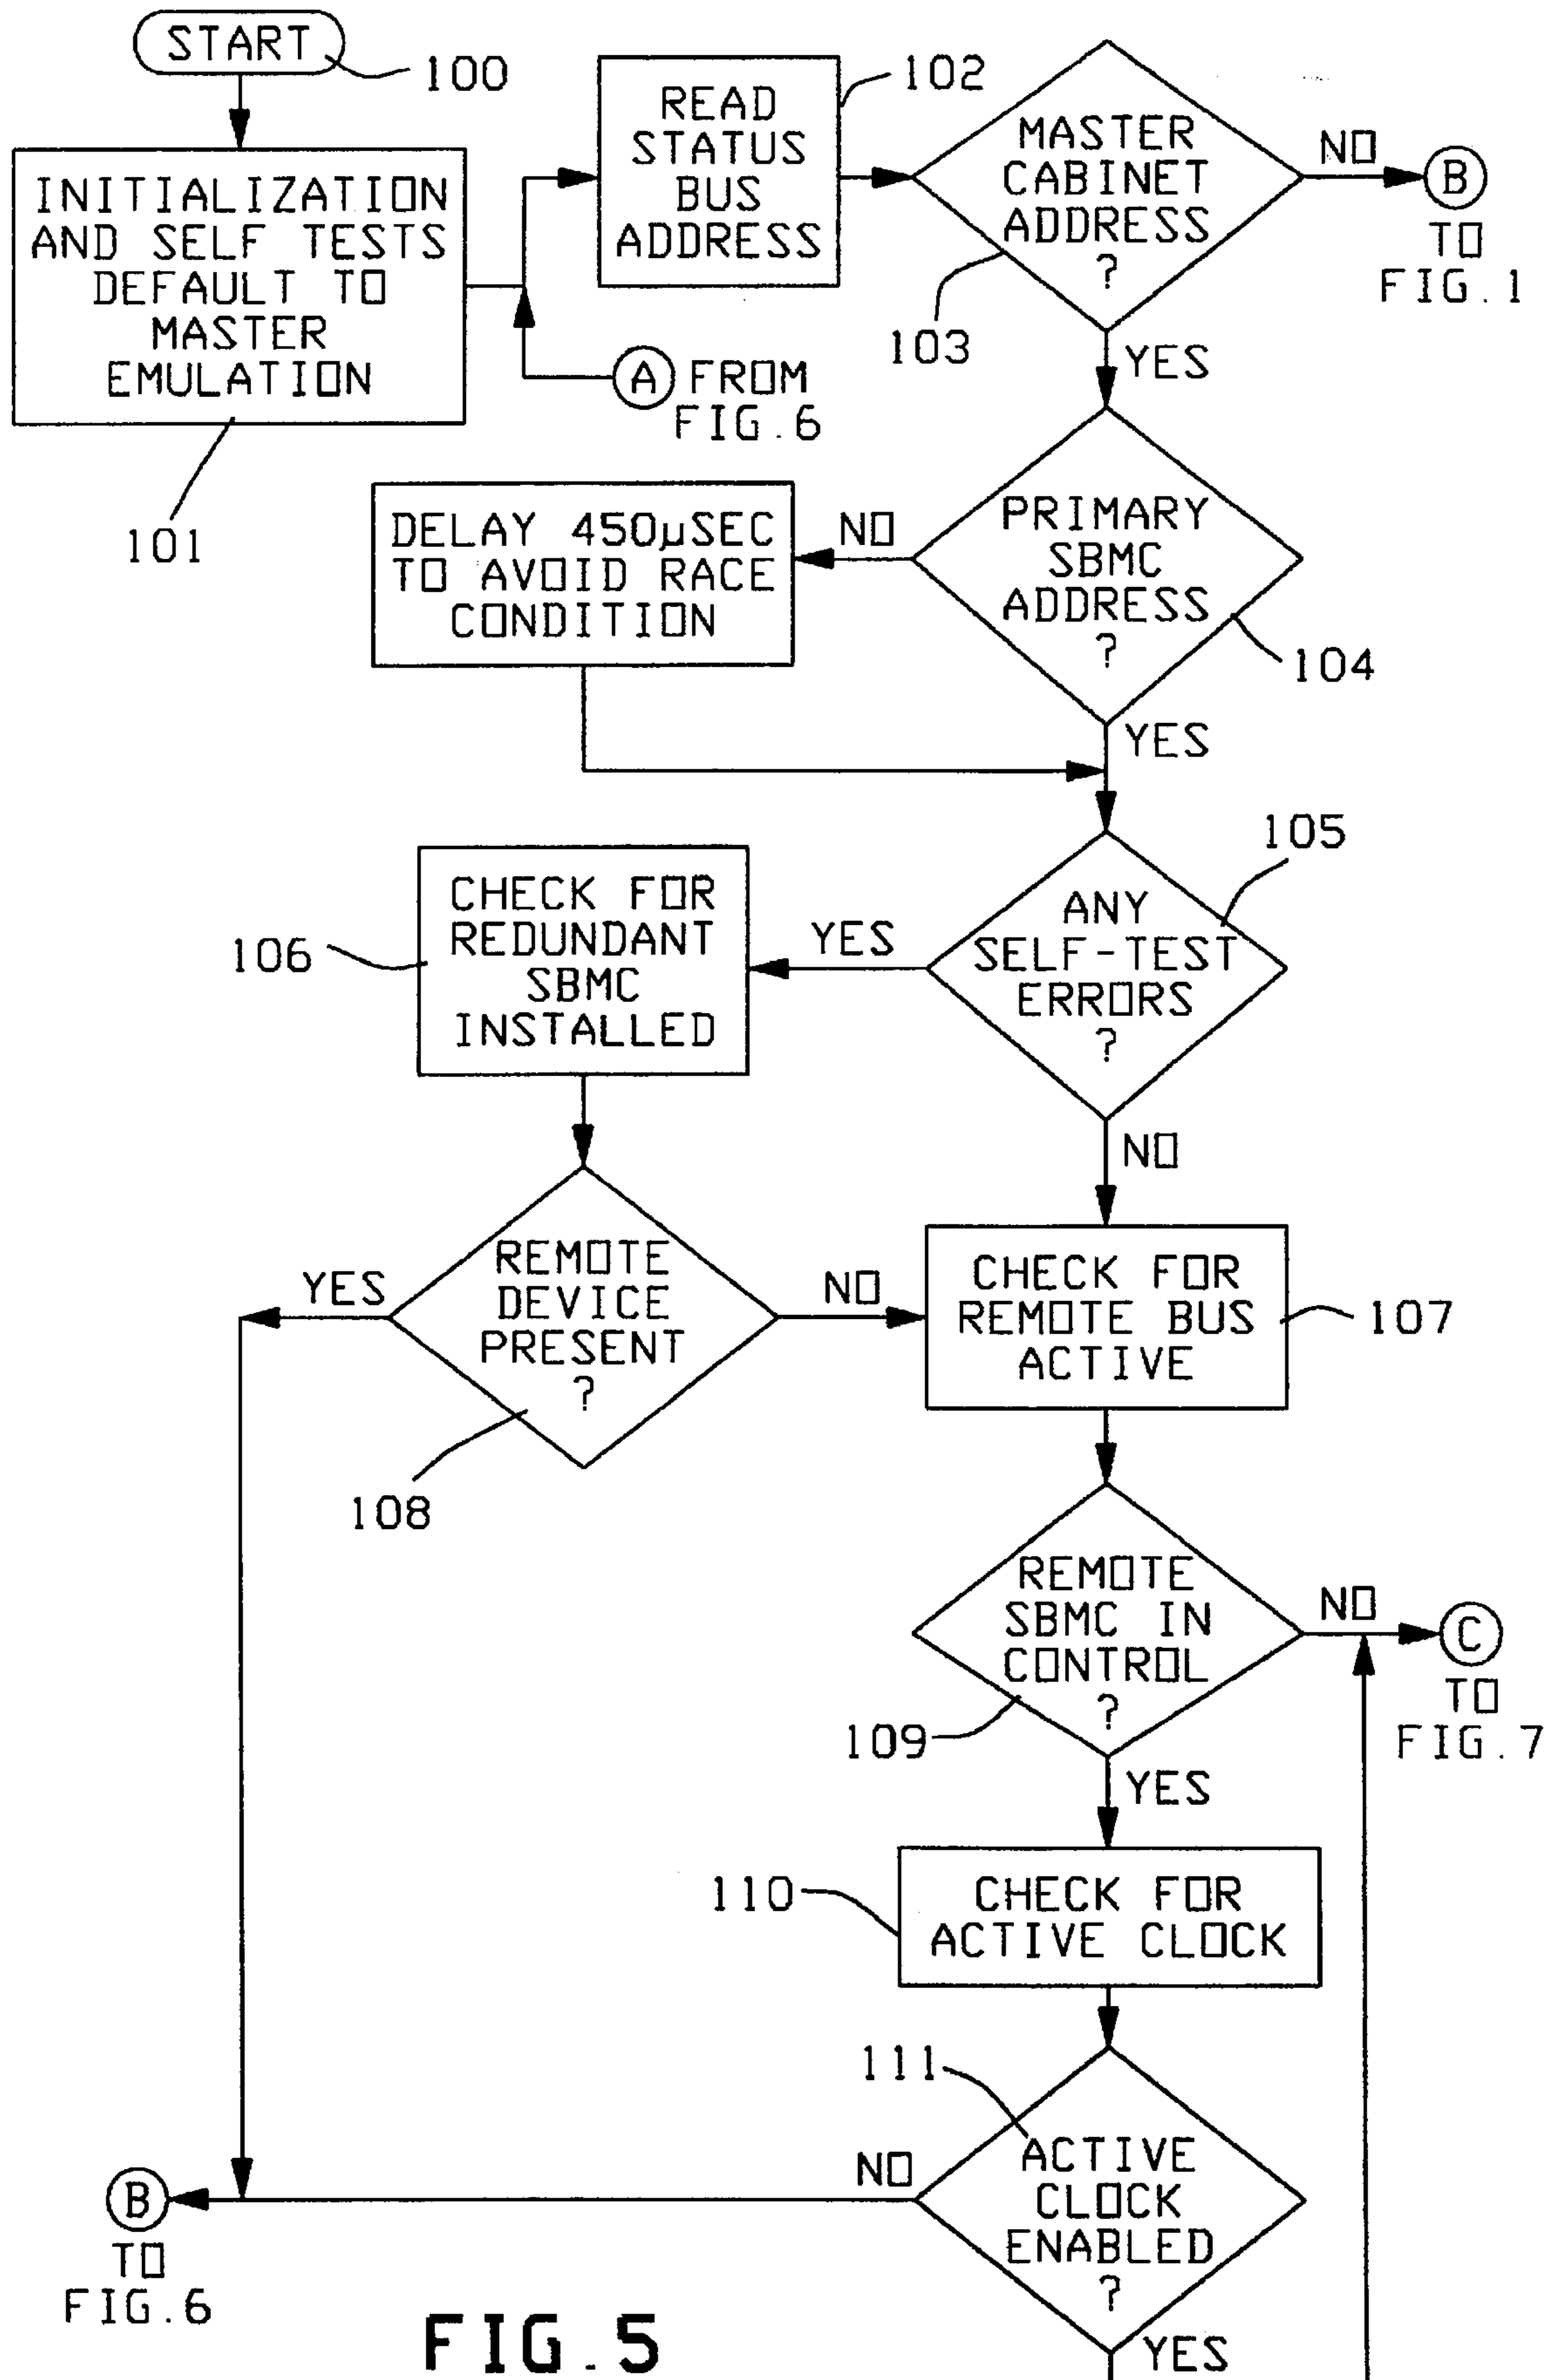 START
100
INITIALIZATION
AND SELF TESTS
DEFAULT TO
MASTER
EMULATION
101
READ
STATUS
BUS
ADDRESS
102
MASTER
CABINET
ADDRESS
?
103
NO
B
TO
FIG.1
YES
A FROM
FIG.6
PRIMARY
SBMC
ADDRESS
?
104
NO
DELAY 450µSEC
TO AVOID RACE
CONDITION
YES
105
ANY
SELF-TEST
ERRORS
?
YES
CHECK FOR
REDUNDANT
SBMC
INSTALLED
106
NO
REMOTE
DEVICE
PRESENT
?
108
YES
NO
CHECK FOR
REMOTE BUS
ACTIVE
107
REMOTE
SBMC IN
CONTROL
?
109
NO
C
TO
FIG.7
YES
CHECK FOR
ACTIVE CLOCK
110
111
ACTIVE
CLOCK
ENABLED
?
NO
B
TO
FIG.6
YES
FIG.5